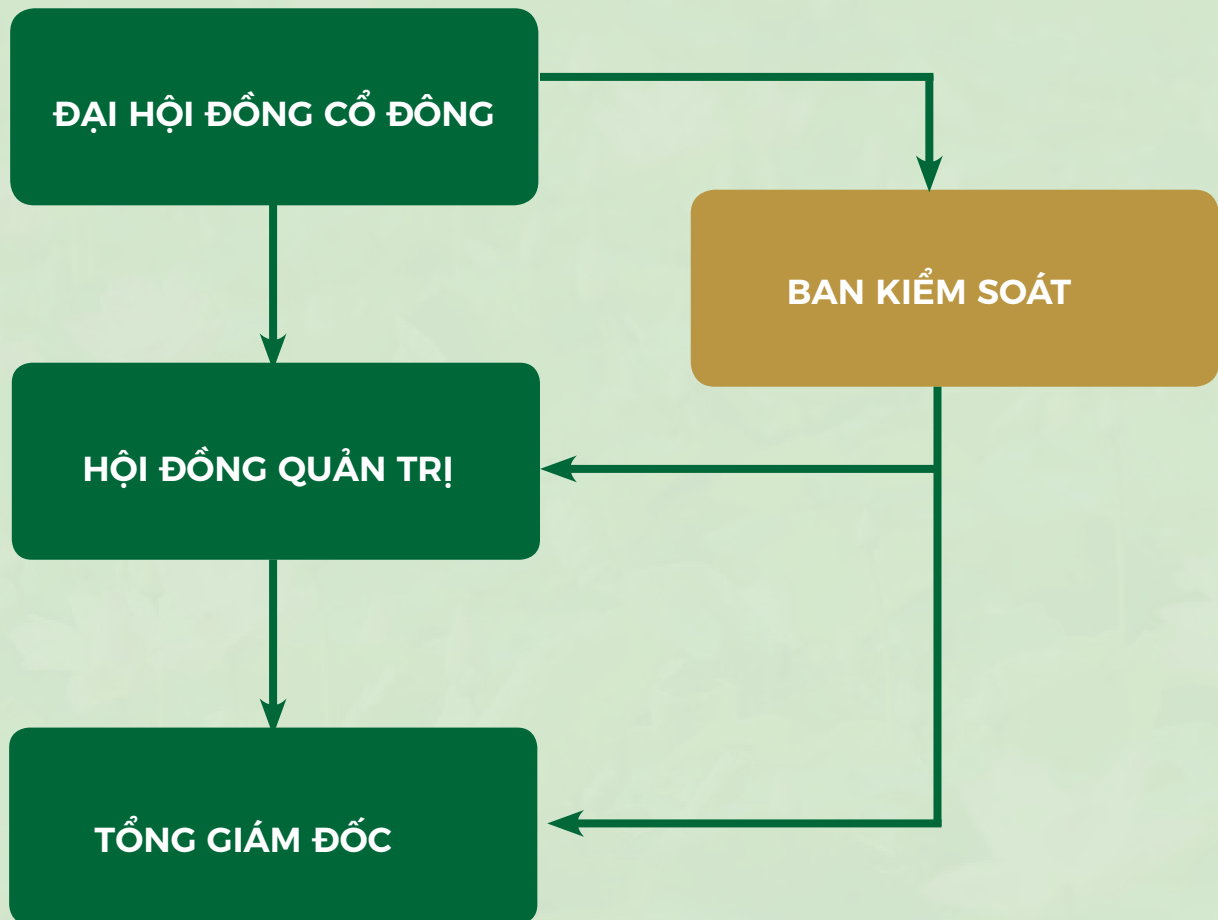 ĐẠI HỘI ĐỒNG CỔ ĐÔNG
BAN KIỂM SOÁT
HỘI ĐỒNG QUẢN TRỊ
TỔNG GIÁM ĐỐC